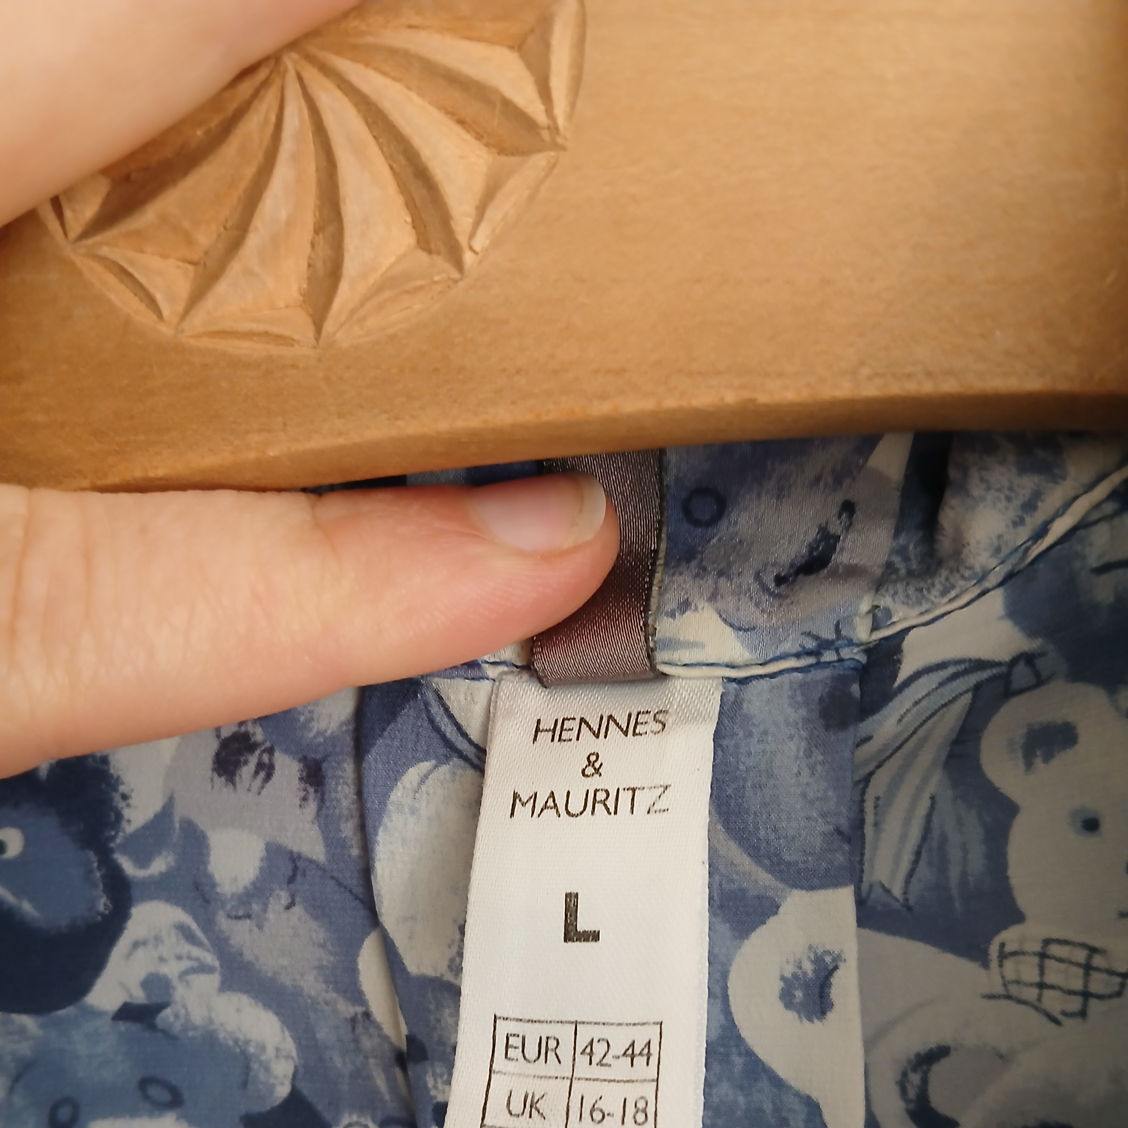 HENNES
&
MAURITZ
L
EUR 42-44
UK 16-18